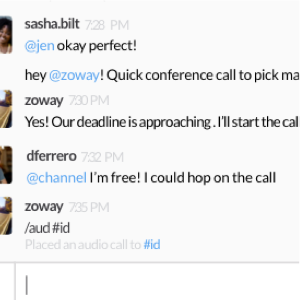 sasha.bilt 7:28 PM
@jen okay perfect!
hey @zoway! Quick conference call to pick
zoway 7:30 PM
Yes! Our deadline is approaching . I'll start the
dferrero 7:32 PM
@channel I'm free! I could hop on the call
zoway 7:35 PM
/aud #id
Placed an audio call to #id